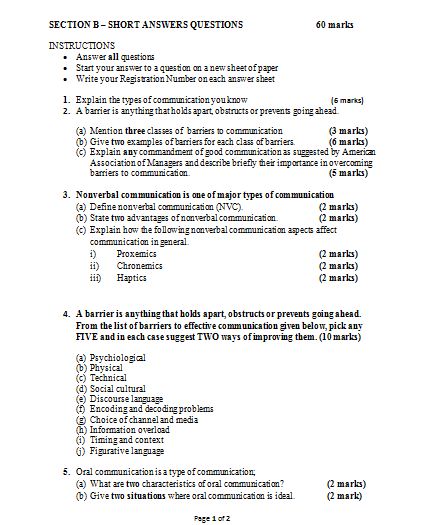 SECTION B – SHORT ANSWERS QUESTIONS 60 marks
INSTRUCTIONS
• Answer all questions
• Start your answer to a question on a new sheet of paper
• Write your Registration Number on each answer sheet
1. Explain the types of communication you know (6 marks)
2. A barrier is anything that holds apart, obstructs or prevents going ahead.
(a) Mention three classes of barriers to communication (3 marks)
(b) Give two examples of barriers for each class of barriers. (6 marks)
(c) Explain any commandment of good communication as suggested by American
Association of Managers and describe briefly their importance in overcoming
barriers to communication. (5 marks)
3. Nonverbal communication is one of major types of communication
(a) Define nonverbal communication (NVC). (2 marks)
(b) State two advantages of nonverbal communication. (2 marks)
(c) Explain how the following nonverbal communication aspects affect
communication in general.
i) Proxemics (2 marks)
ii) Chronemics (2 marks)
iii) Haptics (2 marks)
4. A barrier is anything that holds apart, obstructs or prevents going ahead.
From the list of barriers to effective communication given below, pick any
FIVE and in each case suggest TWO ways of improving them. (10 marks)
(a) Psychiological
(b) Physical
(c) Technical
(d) Social cultural
(e) Discourse language
(f) Encoding and decoding problems
(g) Choice of channel and media
(h) Information overload
(i) Timing and context
(j) Figurative language
5. Oral communication is a type of communication;
(a) What are two characteristics of oral communication? (2 marks)
(b) Give two situations where oral communication is ideal. (2 mark)
Page 1 of 2